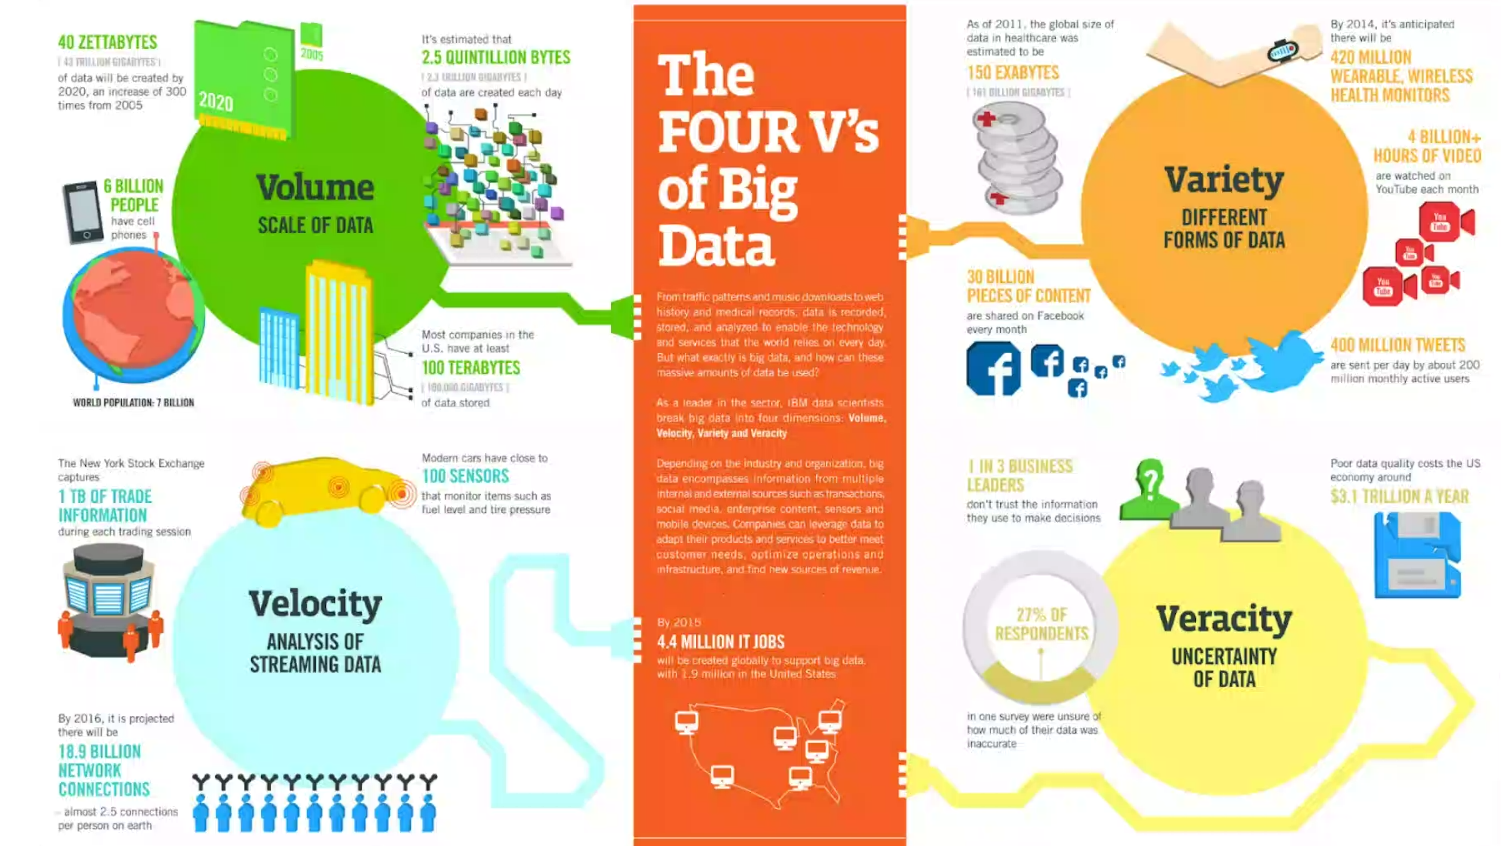 40 ZETTABYTES
[ 43 TRILLION GIGABYTES ]
of data will be created by
2020, an increase of 300
times from 2005
2020
2005
It's estimated that
2.5 QUINTILLION BYTES
[ 2.3 TRILLION GIGABYTES ]
of data are created each day
6 BILLION
PEOPLE
have cell
phones
WORLD POPULATION: 7 BILLION
Volume
SCALE OF DATA
Most companies in the
U.S. have at least
100 TERABYTES
[ 100,000 GIGABYTES ]
of data stored
The New York Stock Exchange
captures
1 TB OF TRADE
INFORMATION
during each trading session
Modern cars have close to
100 SENSORS
that monitor items such as
fuel level and tire pressure
Velocity
ANALYSIS OF
STREAMING DATA
By 2016, it is projected
there will be
18.9 BILLION
NETWORK
CONNECTIONS
– almost 2.5 connections
per person on earth
The
FOUR V's
of Big
Data
From traffic patterns and music downloads to web
history and medical records, data is recorded,
stored, and analyzed to enable the technology
and services that the world relies on every day.
But what exactly is big data, and how can these
massive amounts of data be used?
As a leader in the sector, IBM data scientists
break big data into four dimensions: Volume,
Velocity, Variety and Veracity
Depending on the industry and organization, big
data encompasses information from multiple
internal and external sources such as transactions,
social media, enterprise content, sensors and
mobile devices. Companies can leverage data to
adapt their products and services to better meet
customer needs, optimize operations and
infrastructure, and find new sources of revenue.
By 2015
4.4 MILLION IT JOBS
will be created globally to support big data,
with 1.9 million in the United States
As of 2011, the global size of
data in healthcare was
estimated to be
150 EXABYTES
[ 161 BILLION GIGABYTES ]
By 2014, it's anticipated
there will be
420 MILLION
WEARABLE, WIRELESS
HEALTH MONITORS
4 BILLION+
HOURS OF VIDEO
are watched on
YouTube each month
You
Tube
You
Tube
You
Tube
You
Tube
Variety
DIFFERENT
FORMS OF DATA
30 BILLION
PIECES OF CONTENT
are shared on Facebook
every month
f
f
f
f
f
f
400 MILLION TWEETS
are sent per day by about 200
million monthly active users
1 IN 3 BUSINESS
LEADERS
don't trust the information
they use to make decisions
?
Poor data quality costs the US
economy around
$3.1 TRILLION A YEAR
27% OF
RESPONDENTS
in one survey were unsure of
how much of their data was
inaccurate
Veracity
UNCERTAINTY
OF DATA